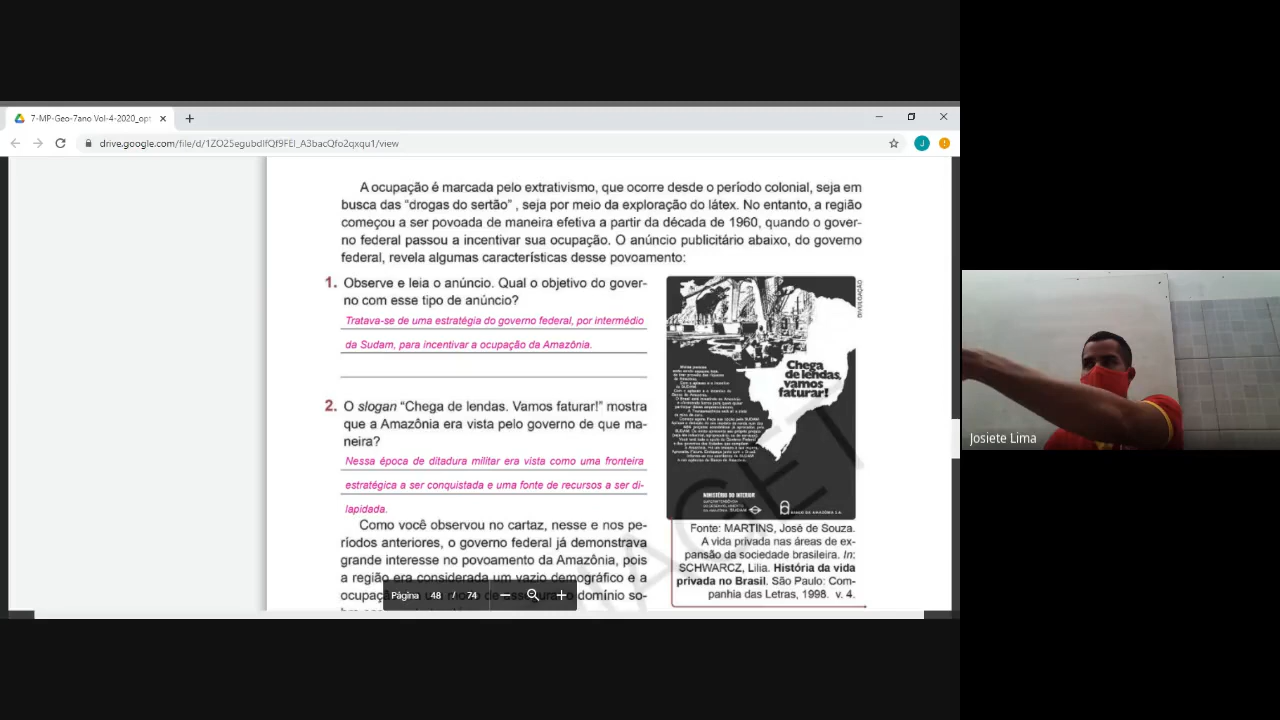 7-MP-Geo-7ano Vol-4-2020_opt
drive.google.com/file/d/1ZO25egubdIfQf9FEl_A3bacQfo2qxqu1/view
J
A ocupação é marcada pelo extrativismo, que ocorre desde o período colonial, seja em
busca das “drogas do sertão” , seja por meio da exploração do látex. No entanto, a região
começou a ser povoada de maneira efetiva a partir da década de 1960, quando o gover-
no federal passou a incentivar sua ocupação. O anúncio publicitário abaixo, do governo
federal, revela algumas características desse povoamento:
1. Observe e leia o anúncio. Qual o objetivo do gover-
no com esse tipo de anúncio?
Tratava-se de uma estratégia do governo federal, por intermédio
da Sudam, para incentivar a ocupação da Amazônia.
2. O slogan “Chega de lendas. Vamos faturar!” mostra
que a Amazônia era vista pelo governo de que ma-
neira?
Nessa época de ditadura militar era vista como uma fronteira
estratégica a ser conquistada e uma fonte de recursos a ser di-
lapidada.
Como você observou no cartaz, nesse e nos pe-
ríodos anteriores, o governo federal já demonstrava
grande interesse no povoamento da Amazônia, pois
a região era considerada um vazio demográfico e a
domínio so-
DIVULGAÇÃO
Chega
de lendas,
vamos
faturar!
MINISTÉRIO DO INTERIOR
SUDAM
BANCO DA AMAZÔNIA S.A.
Fonte: MARTINS, José de Souza.
A vida privada nas áreas de ex-
pansão da sociedade brasileira. In:
SCHWARCZ, Lilia. História da vida
privada no Brasil. São Paulo: Com-
panhia das Letras, 1998. v. 4.
Página 48 / 74
Josiete Lima